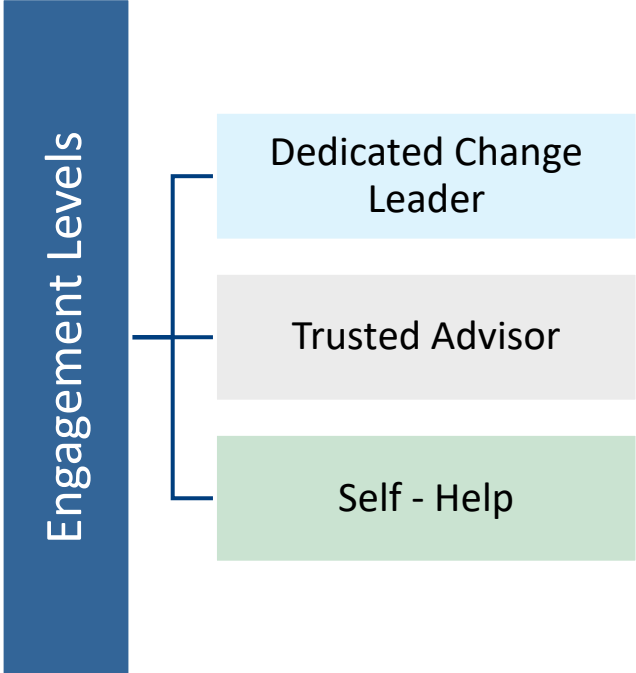 Engagement Levels
Dedicated Change
Leader
Trusted Advisor
Self - Help